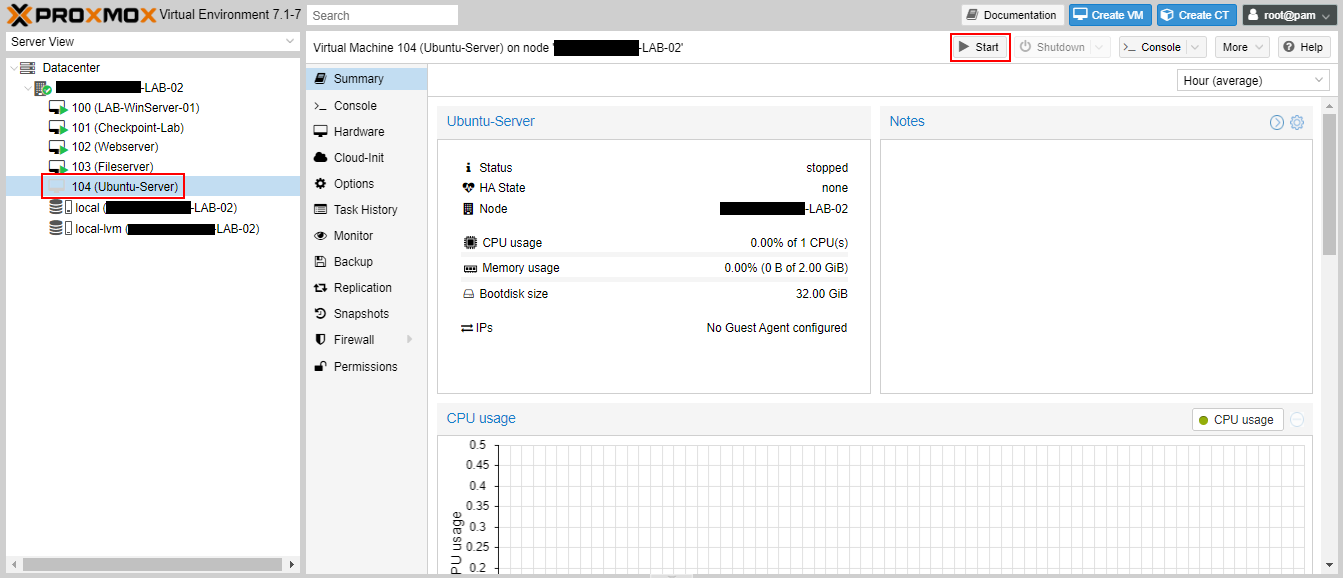 PROXMOX Virtual Environment 7.1-7 Search Documentation Create VM Create CT root@pam
Server View
Virtual Machine 104 (Ubuntu-Server) on node '-LAB-02' Start Shutdown Console More Help
Datacenter
-LAB-02
100 (LAB-WinServer-01)
101 (Checkpoint-Lab)
102 (Webserver)
103 (Fileserver)
104 (Ubuntu-Server)
local (-LAB-02)
local-lvm (-LAB-02)
Summary
Console
Hardware
Cloud-Init
Options
Task History
Monitor
Backup
Replication
Snapshots
Firewall
Permissions
Hour (average)
Ubuntu-Server
Status stopped
HA State none
Node -LAB-02
CPU usage 0.00% of 1 CPU(s)
Memory usage 0.00% (0 B of 2.00 GiB)
Bootdisk size 32.00 GiB
IPs No Guest Agent configured
Notes
CPU usage
CPU usage
0.5
0.45
0.4
0.35
0.3
0.25
0.2
PU usage